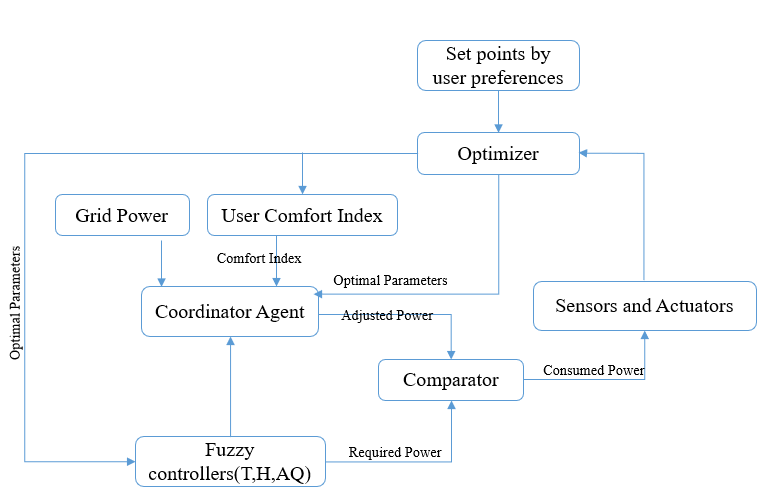 Set points by
user preferences
Optimizer
Grid Power
User Comfort Index
Comfort Index
Optimal Parameters
Optimal Parameters
Coordinator Agent
Adjusted Power
Sensors and Actuators
Comparator
Consumed Power
Fuzzy
controllers(T,H,AQ)
Required Power